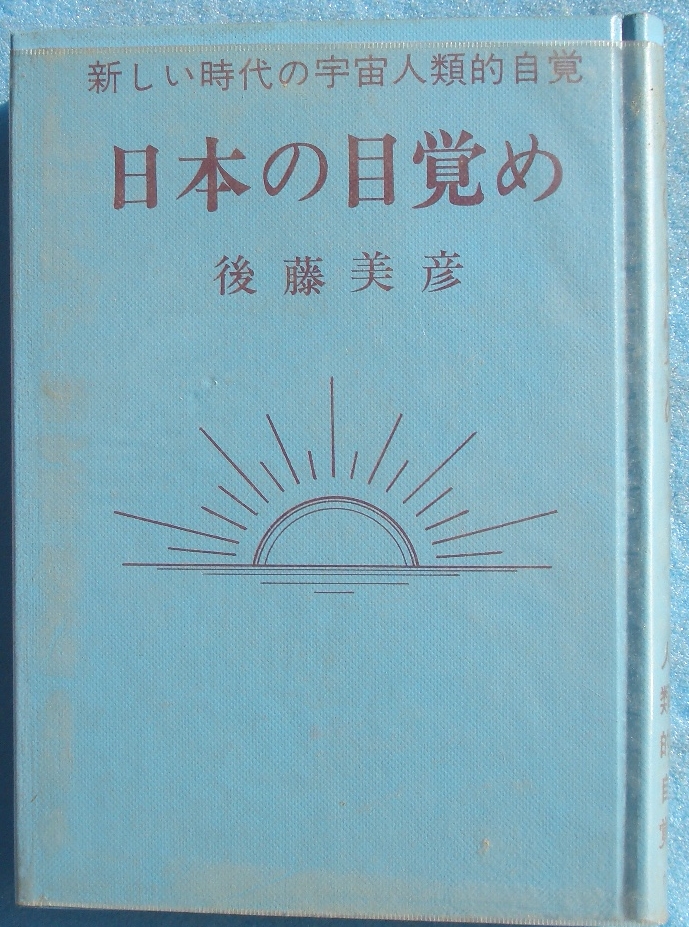 新しい時代の宇宙人類的自覚
日本の目覚め
後藤美彦
人類的自覚